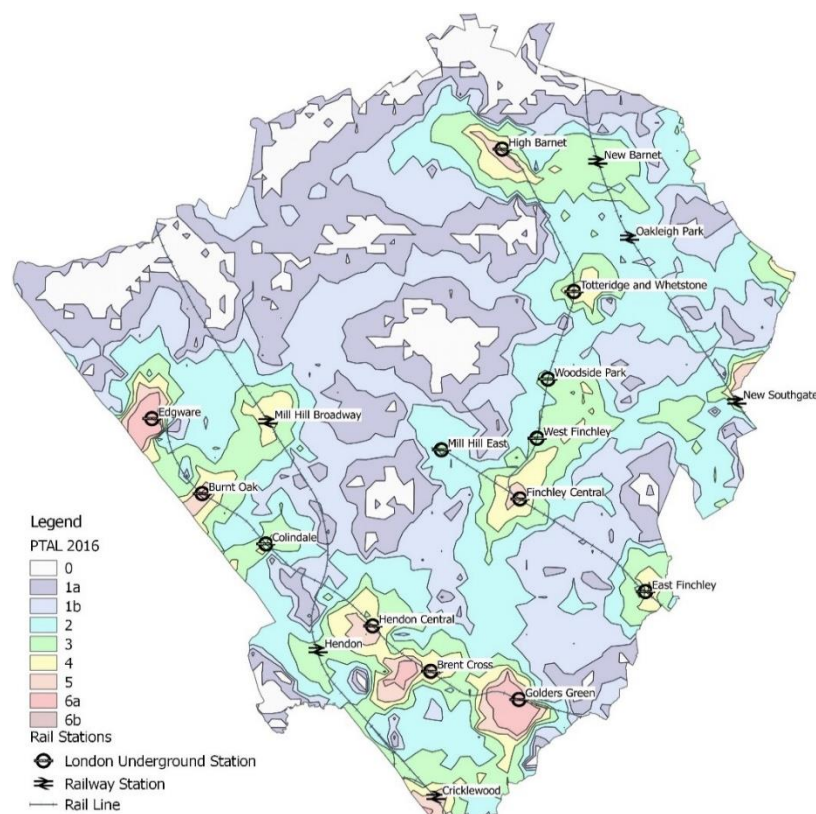 High Barnet
New Barnet
Oakleigh Park
Totteridge and Whetstone
Woodside Park
New Southgate
Edgware
Mill Hill Broadway
West Finchley
Mill Hill East
Burnt Oak
Finchley Central
Colindale
East Finchley
Hendon Central
Hendon
Brent Cross
Golders Green
Cricklewood
Legend
PTAL 2016
0
1a
1b
2
3
4
5
6a
6b
Rail Stations
London Underground Station
Railway Station
Rail Line